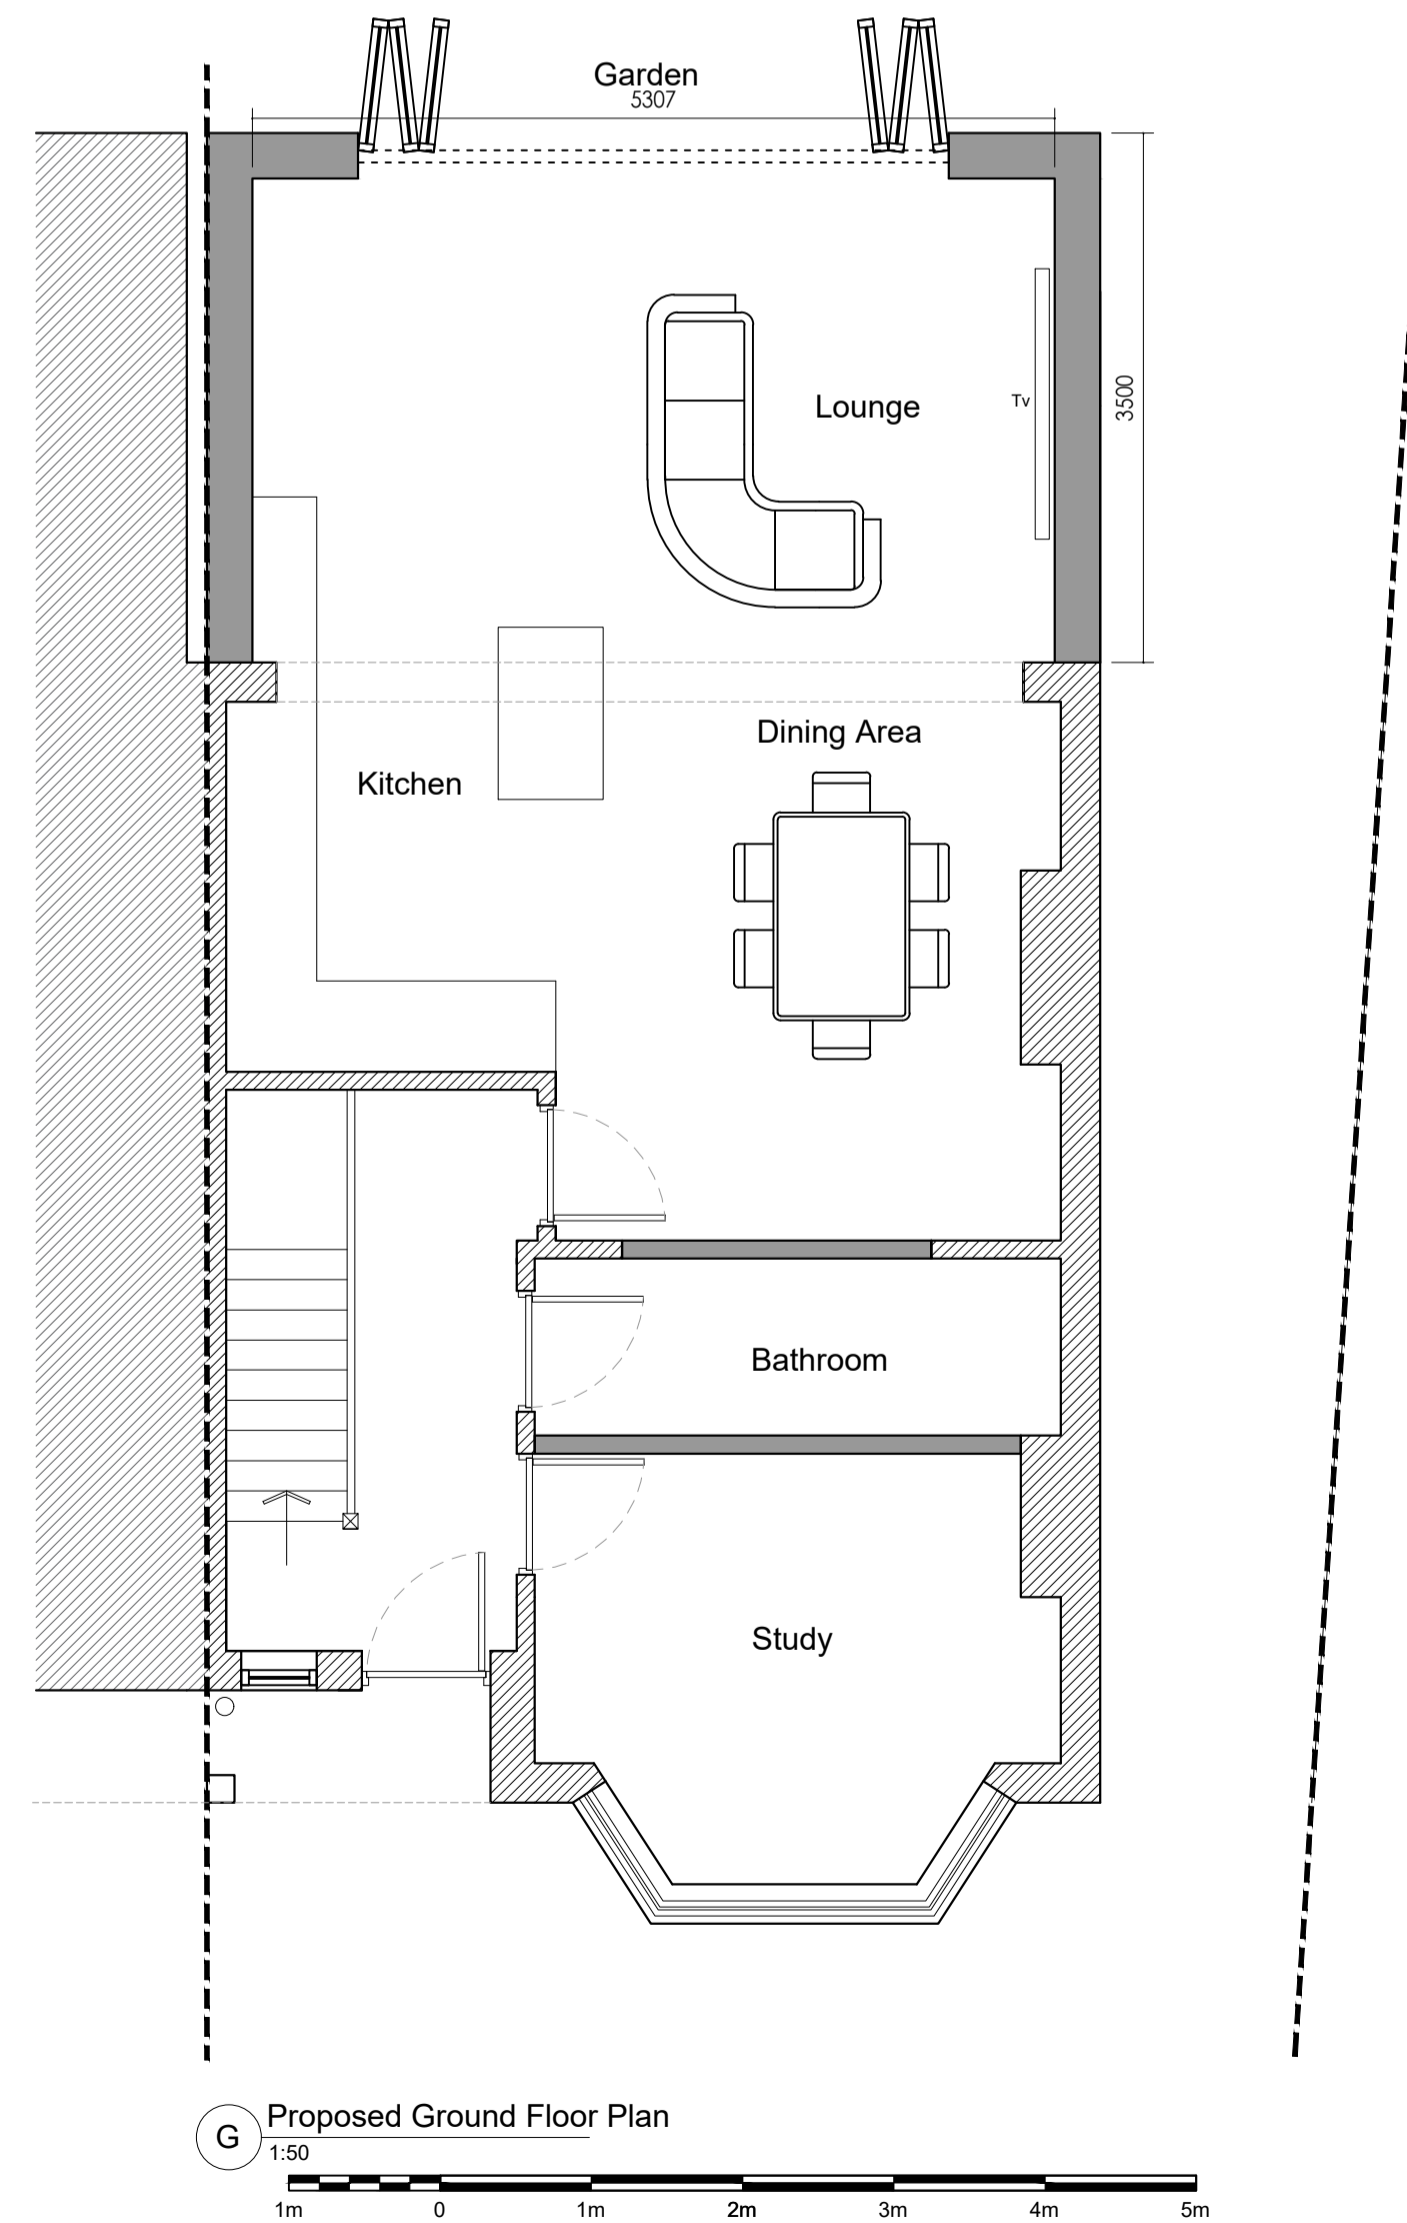 Garden
5307
Lounge
Tv
3500
Dining Area
Kitchen
Bathroom
Study
G
Proposed Ground Floor Plan
1:50
1m 0 1m 2m 3m 4m 5m